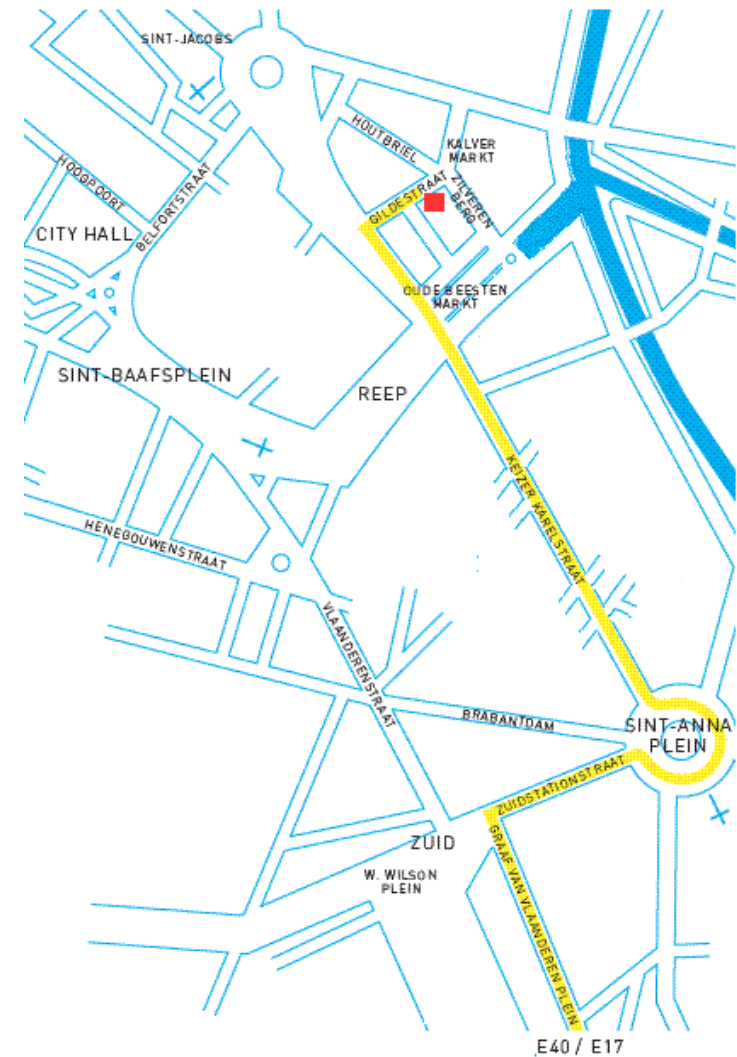 SINT-JACOBS
HOUTBRIEL
KALVER
MARKT
HOOGPOORT
BELFORTSTRAAT
GILDESTRAAT
ZILVEREN
BERG
CITY HALL
OUDE BEESTEN
MARKT
SINT-BAAFSPLEIN
REEP
KEIZER KARELSTRAAT
HENEGOUWENSTRAAT
VLAANDERENSTRAAT
BRABANTDAM
SINT-ANNA
PLEIN
ZUIDSTATIONSTRAAT
ZUID
GRAAF VAN VLAANDEREN PLEIN
W. WILSON
PLEIN
E40 / E17